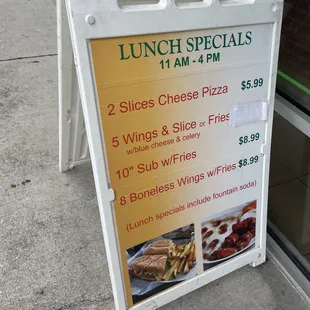 LUNCH SPECIALS
11 AM - 4 PM
2 Slices Cheese Pizza $5.99
5 Wings & Slice or Fries
w/blue cheese & celery
10" Sub w/Fries $8.99
8 Boneless Wings w/Fries $8.99
(Lunch specials include fountain soda)